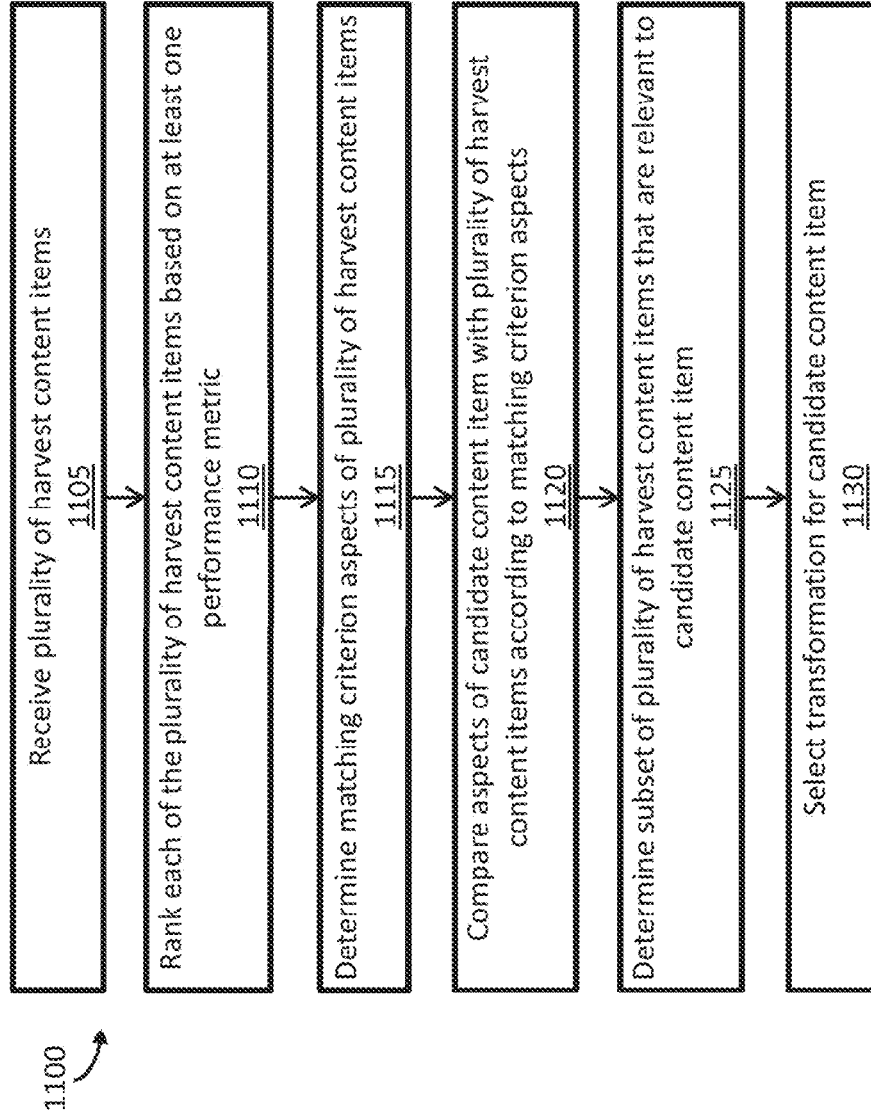 1100
Receive plurality of harvest content items
1105
Rank each of the plurality of harvest content items based on at least one
performance metric
1110
Determine matching criterion aspects of plurality of harvest content items
1115
Compare aspects of candidate content item with plurality of harvest
content items according to matching criterion aspects
1120
Determine subset of plurality of harvest content items that are relevant to
candidate content item
1125
Select transformation for candidate content item
1130